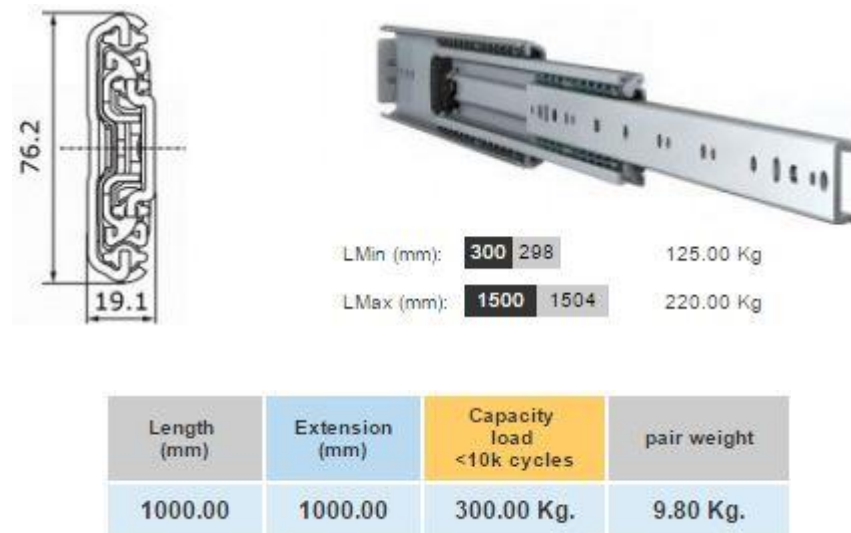 76.2
19.1
LMin (mm): 300 298 125.00 Kg
LMax (mm): 1500 1504 220.00 Kg
Length
(mm)
Extension
(mm)
Capacity
load
<10k cycles
pair weight
1000.00 1000.00 300.00 Kg. 9.80 Kg.